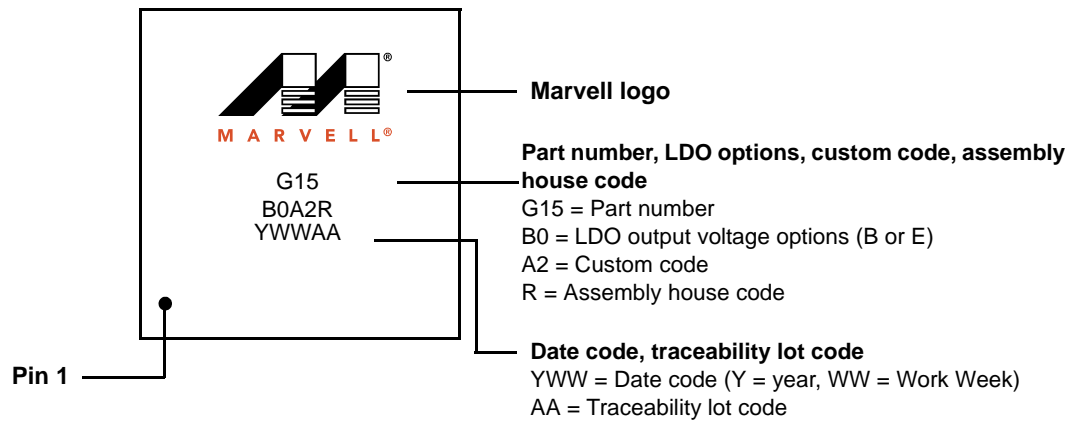 ®
MARVELL®
G15
B0A2R
YWWAA
Pin 1
Marvell logo
Part number, LDO options, custom code, assembly
house code
G15 = Part number
B0 = LDO output voltage options (B or E)
A2 = Custom code
R = Assembly house code
Date code, traceability lot code
YWW = Date code (Y = year, WW = Work Week)
AA = Traceability lot code